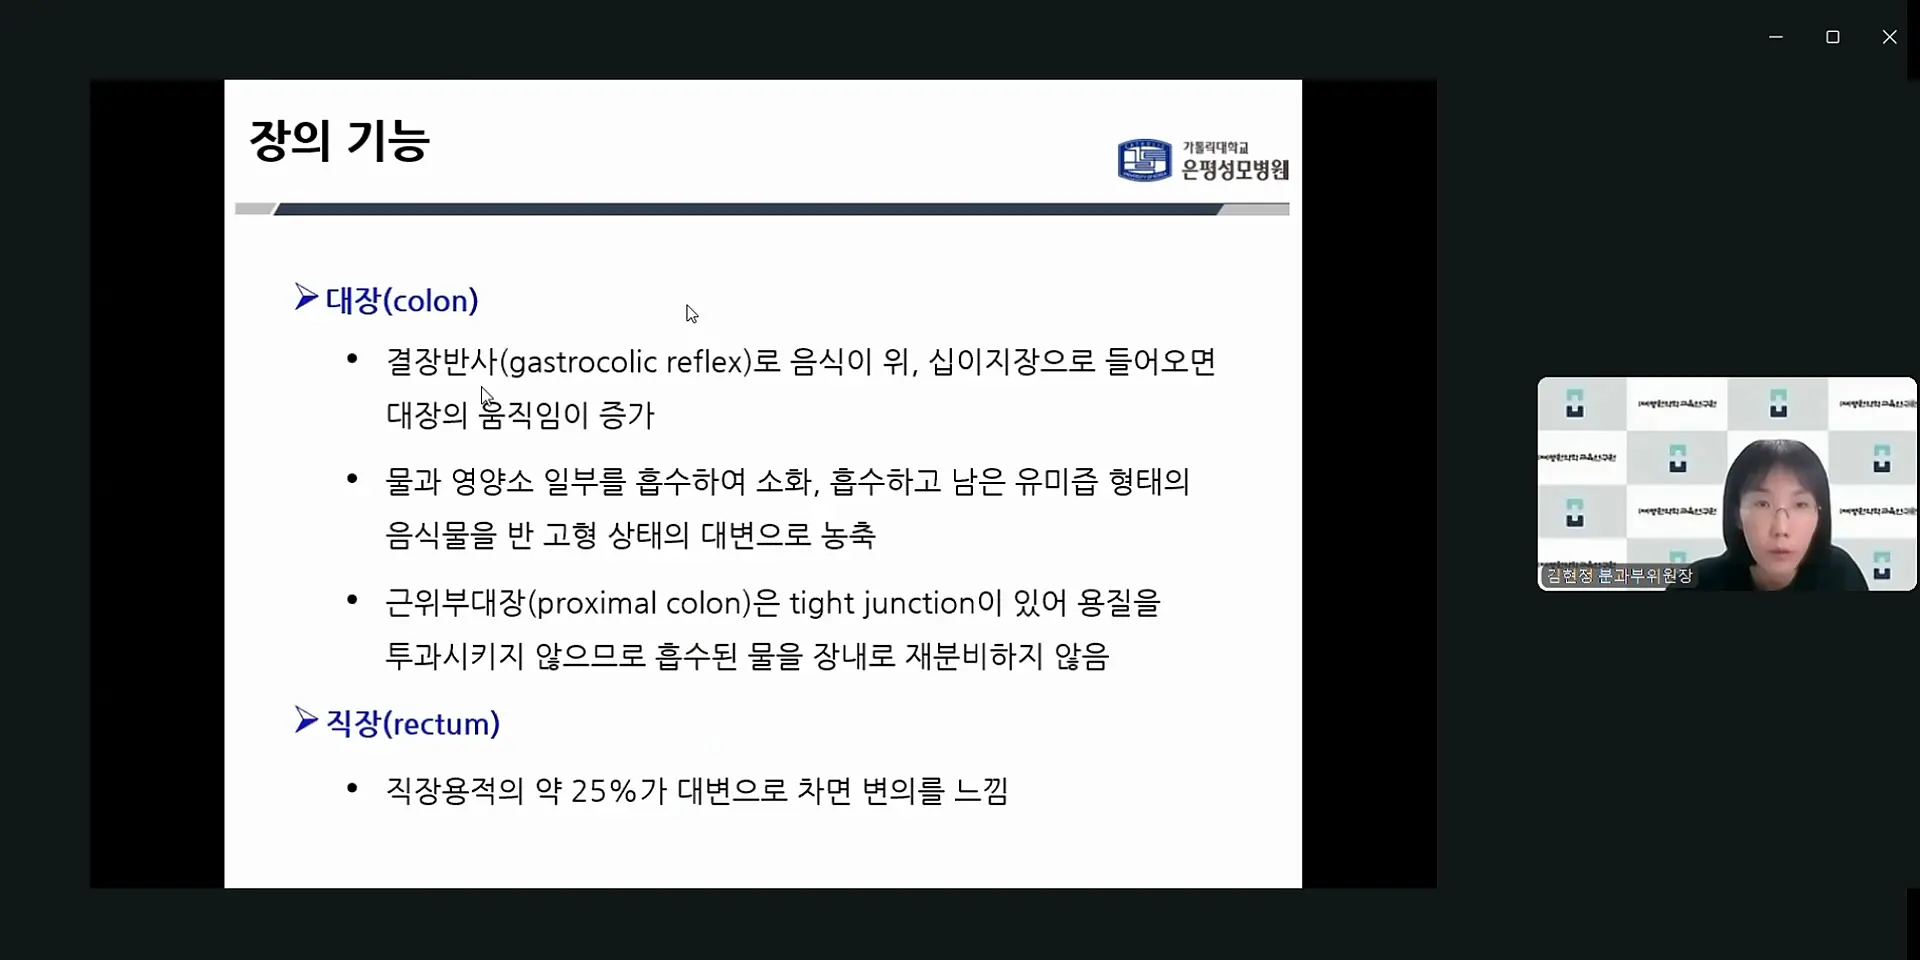 장의 기능
가톨릭대학교
은평성모병원
➢ 대장(colon)
• 결장반사(gastrocolic reflex)로 음식이 위, 십이지장으로 들어오면
대장의 움직임이 증가
• 물과 영양소 일부를 흡수하여 소화, 흡수하고 남은 유미즙 형태의
음식물을 반 고형 상태의 대변으로 농축
• 근위부대장(proximal colon)은 tight junction이 있어 용질을
투과시키지 않으므로 흡수된 물을 장내로 재분비하지 않음
➢ 직장(rectum)
• 직장용적의 약 25%가 대변으로 차면 변의를 느낌
김현정 분과부위원장